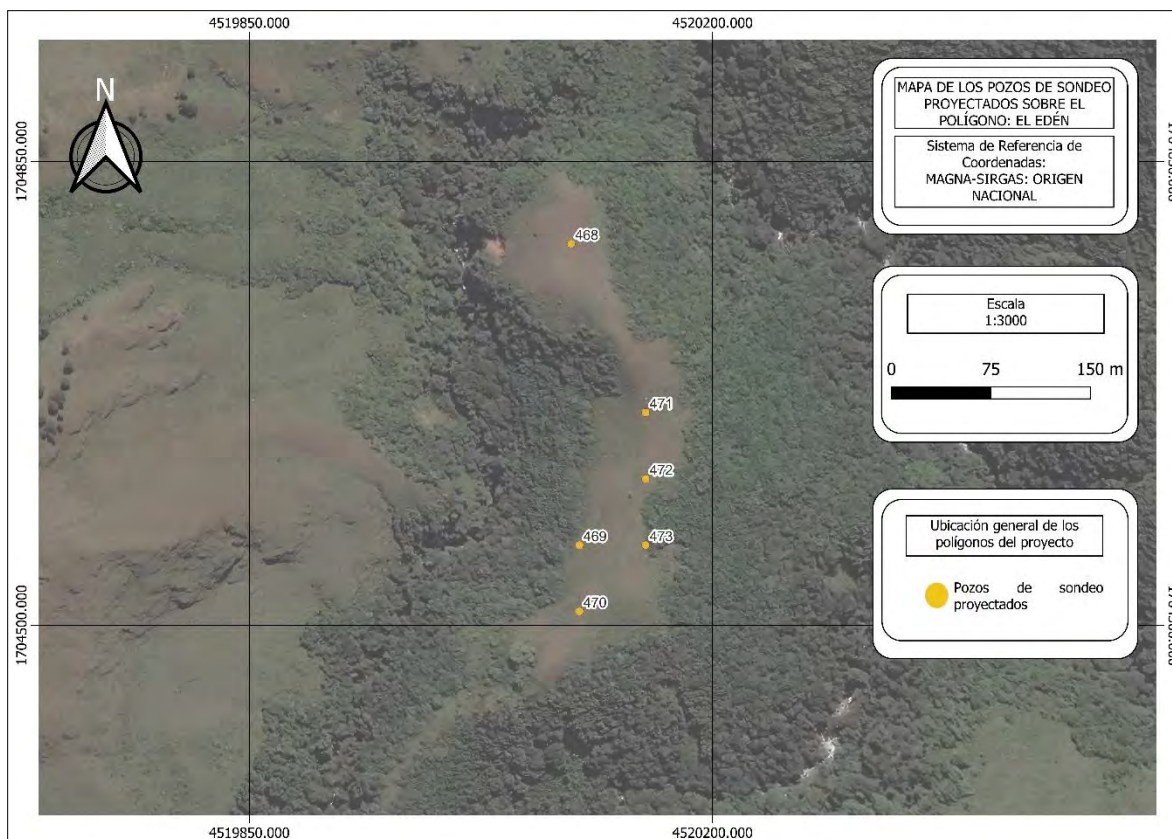 4519850.000
4520200.000
N
1704850.000
MAPA DE LOS POZOS DE SONDEO
PROYECTADOS SOBRE EL
POLÍGONO: EL EDÉN
Sistema de Referencia de
Coordenadas:
MAGNA-SIRGAS: ORIGEN
NACIONAL
468
Escala
1:3000
0 75 150 m
471
472
469
473
470
Ubicación general de los
polígonos del proyecto
Pozos de sondeo
proyectados
1704500.000
4519850.000
4520200.000